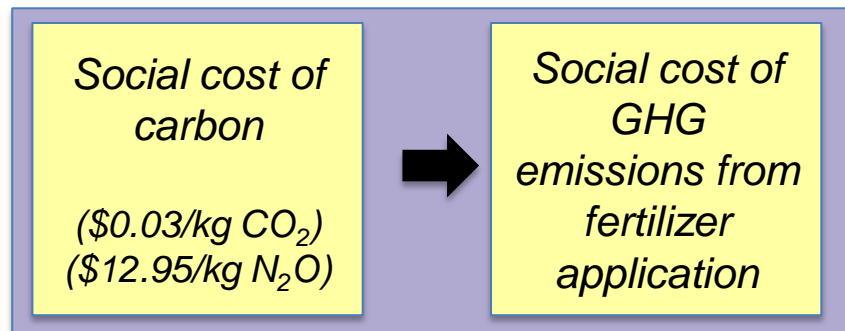 Social cost of
carbon
($0.03/kg CO₂)
($12.95/kg N₂O)
Social cost of
GHG
emissions from
fertilizer
application